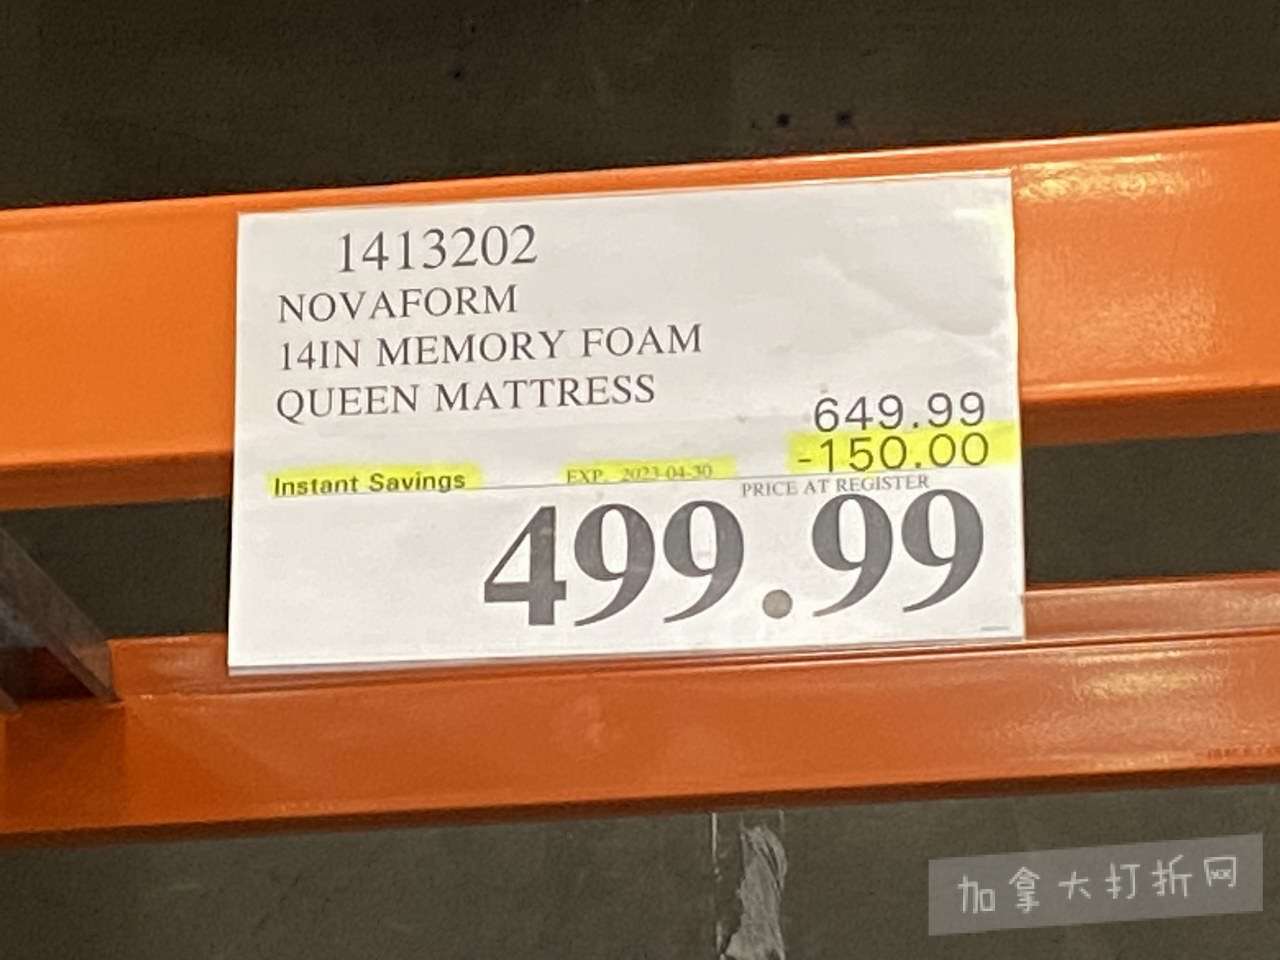 1413202
NOVAFORM
14IN MEMORY FOAM
QUEEN MATTRESS
649.99
-150.00
Instant Savings EXP. 2023-04-30
PRICE AT REGISTER
499.99
加拿大打折网